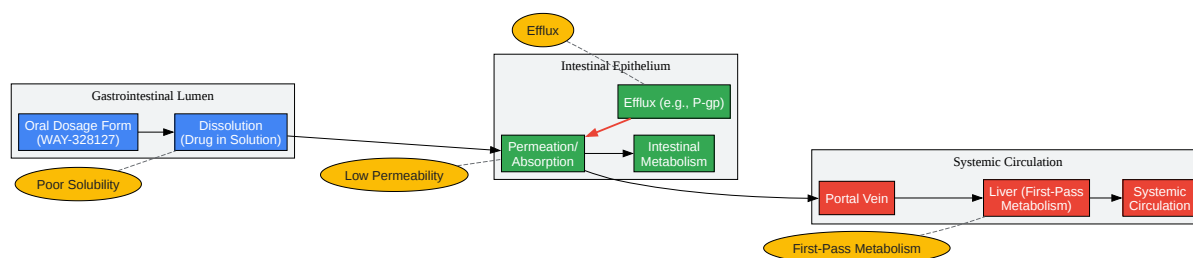 Efflux
Intestinal Epithelium
Gastrointestinal Lumen
Efflux (e.g., P-gp)
Oral Dosage Form
(WAY-328127)
Dissolution
(Drug in Solution)
Permeation/
Absorption
Intestinal
Metabolism
Poor Solubility
Low Permeability
Systemic Circulation
Portal Vein
Liver (First-Pass
Metabolism)
Systemic
Circulation
First-Pass Metabolism